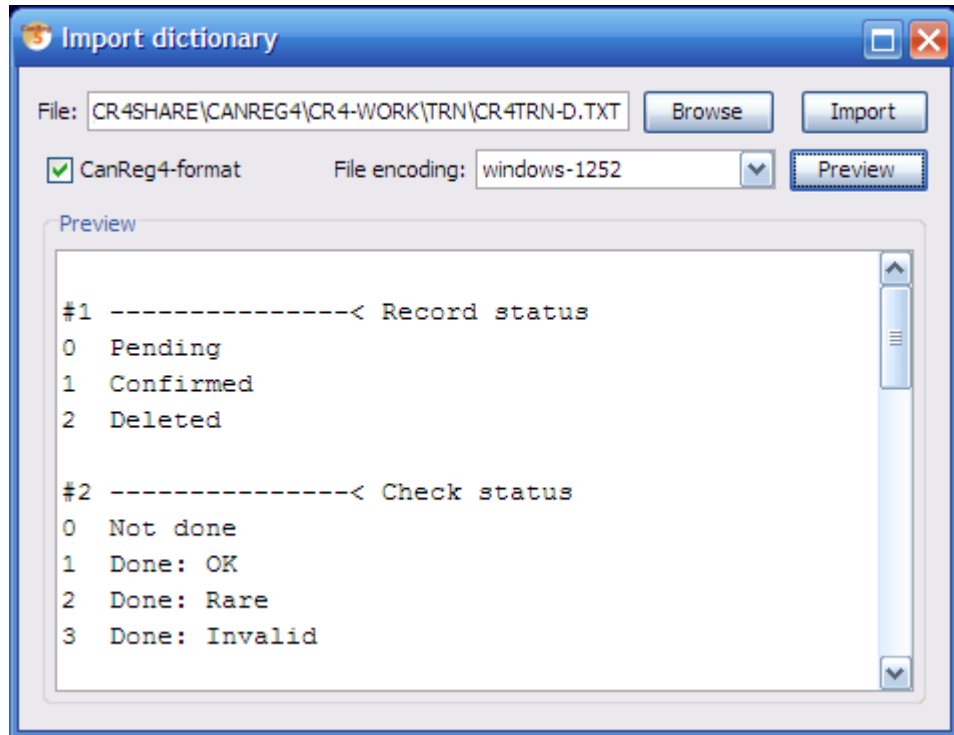 Import dictionary
File: CR4SHARE\CANREG4\CR4-WORK\TRN\CR4TRN-D.TXT Browse Import
CanReg4-format File encoding: windows-1252 Preview
Preview
#1 ---------------< Record status
0 Pending
1 Confirmed
2 Deleted
#2 ---------------< Check status
0 Not done
1 Done: OK
2 Done: Rare
3 Done: Invalid